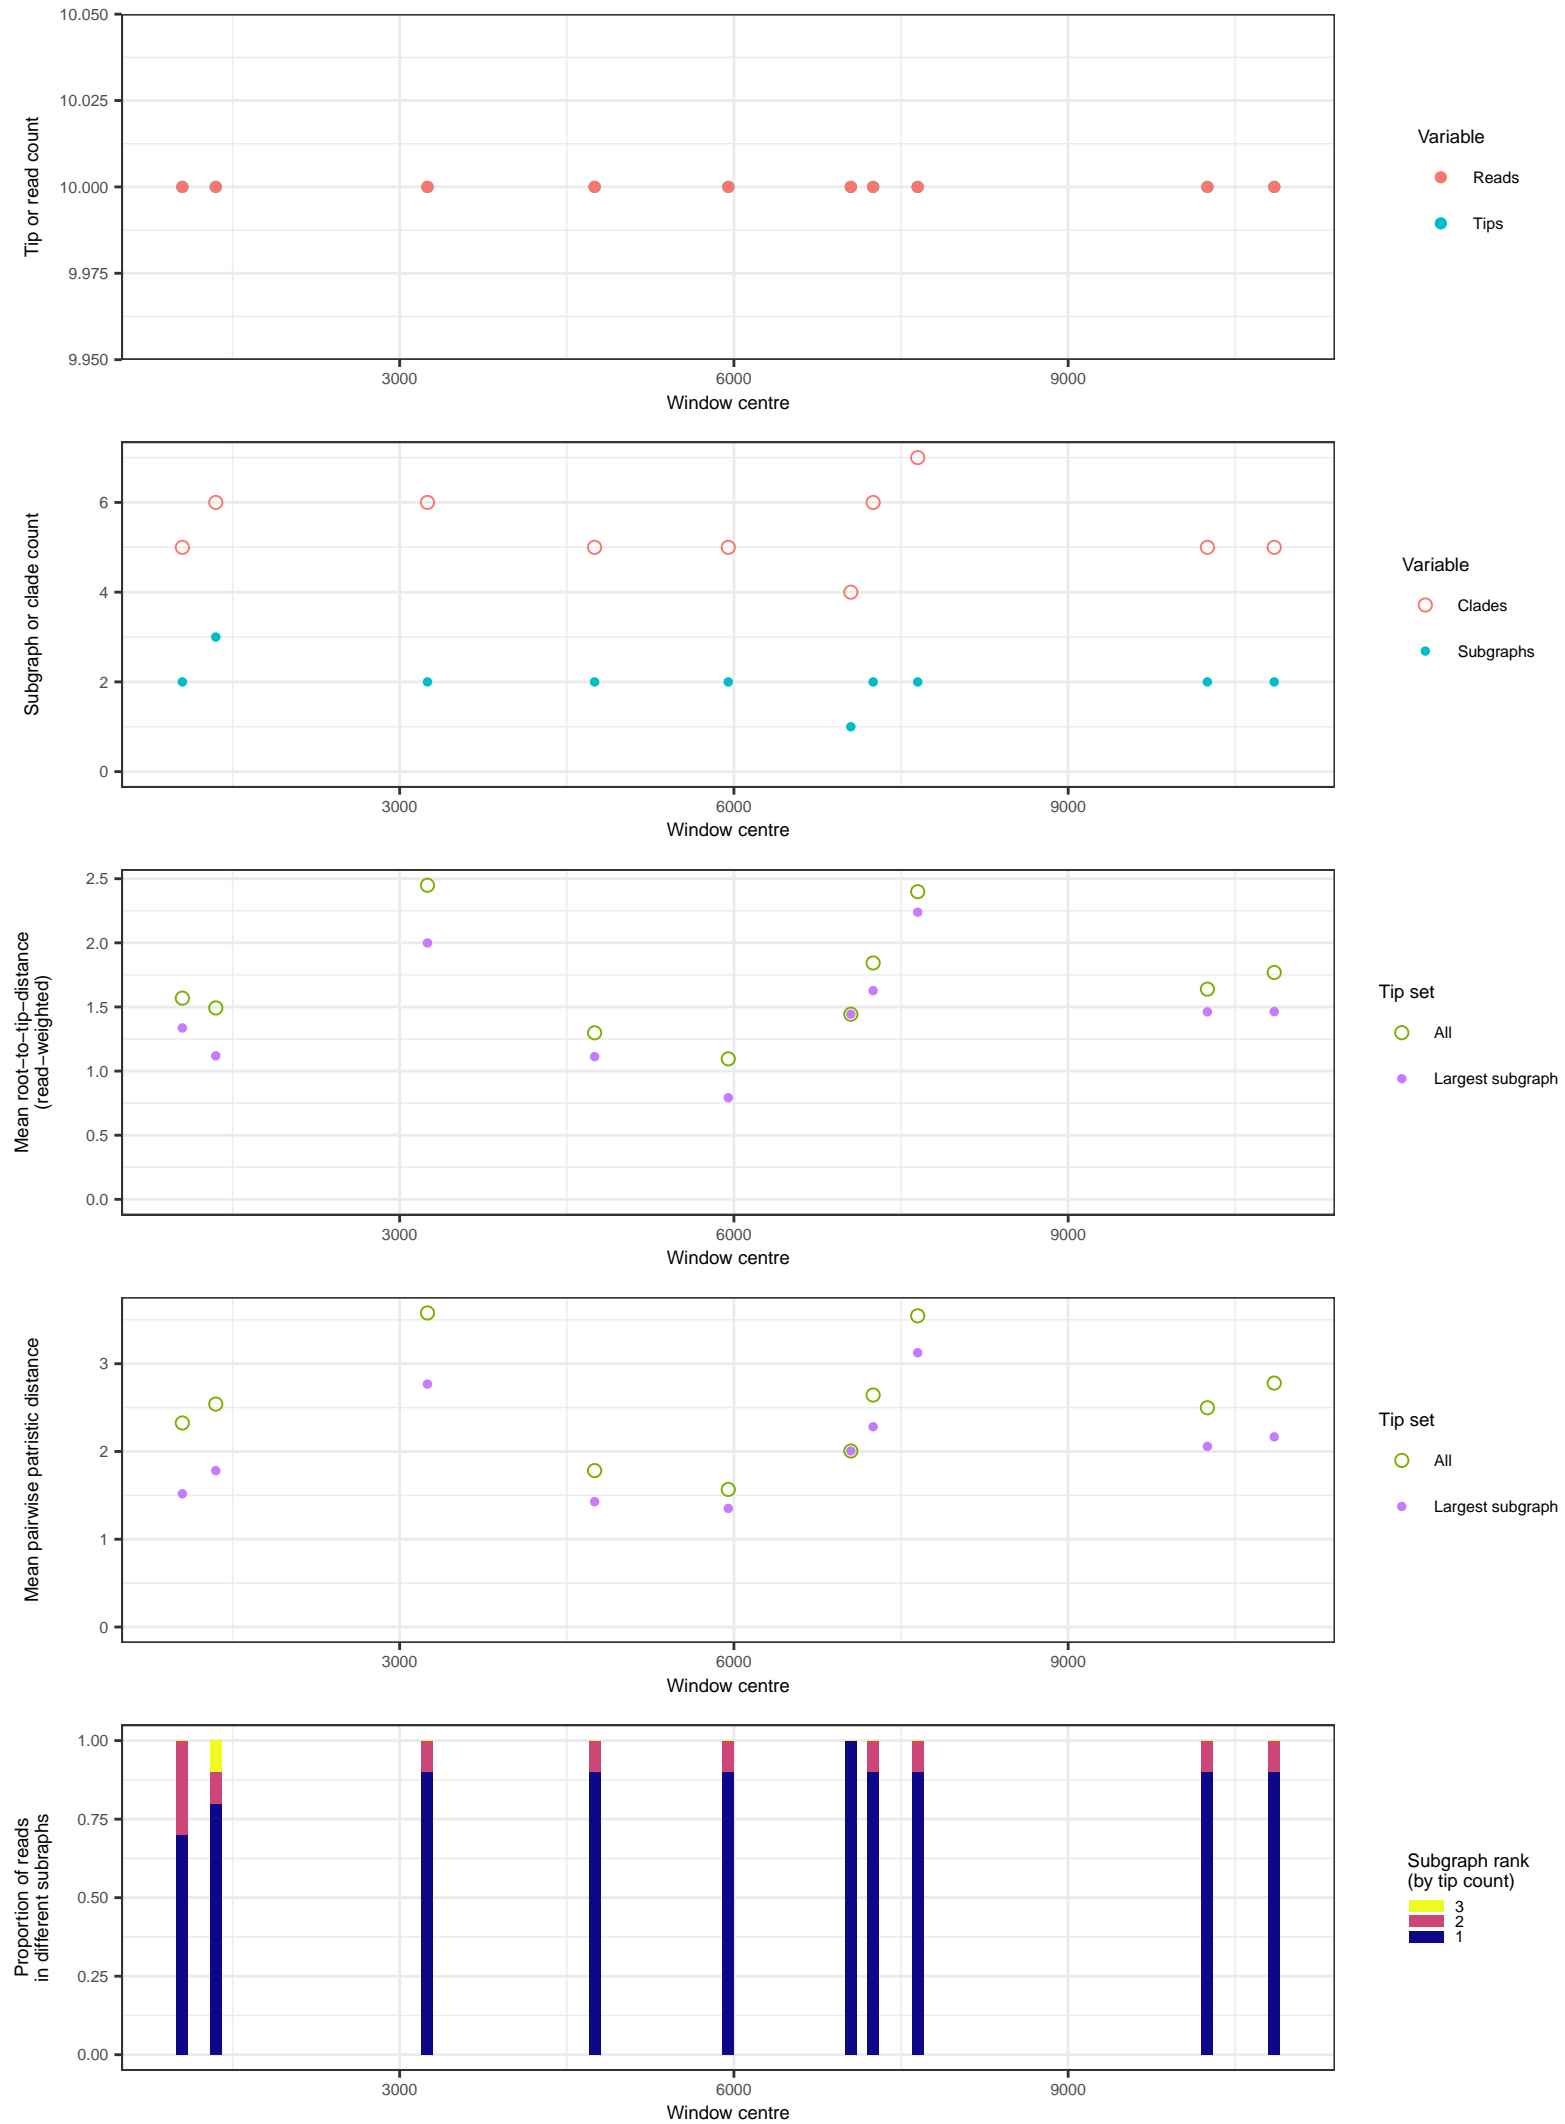 10.050
10.025
10.000
9.975
9.950
Tip or read count
3000
6000
9000
Window centre
Variable
Reads
Tips
6
4
2
0
Subgraph or clade count
3000
6000
9000
Window centre
Variable
Clades
Subgraphs
2.5
2.0
1.5
1.0
0.5
0.0
Mean root−to−tip−distance
(read−weighted)
3000
6000
9000
Window centre
Tip set
All
Largest subgraph
3
2
1
0
Mean pairwise patristic distance
3000
6000
9000
Window centre
Tip set
All
Largest subgraph
1.00
0.75
0.50
0.25
0.00
Proportion of reads
in different subraphs
3000
6000
9000
Window centre
Subgraph rank
(by tip count)
3
2
1